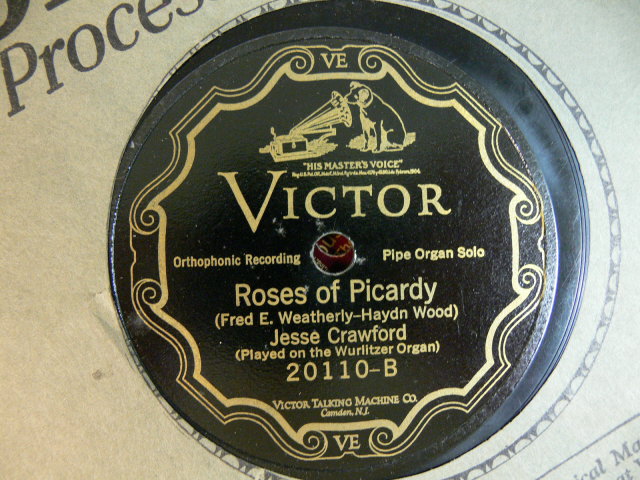 Process
VE
"HIS MASTER'S VOICE"
VICTOR
Orthophonic Recording
Pipe Organ Solo
Roses of Picardy
(Fred E. Weatherly-Haydn Wood)
Jesse Crawford
(Played on the Wurlitzer Organ)
20110-B
VICTOR TALKING MACHINE CO.
Camden, N.J.
VE